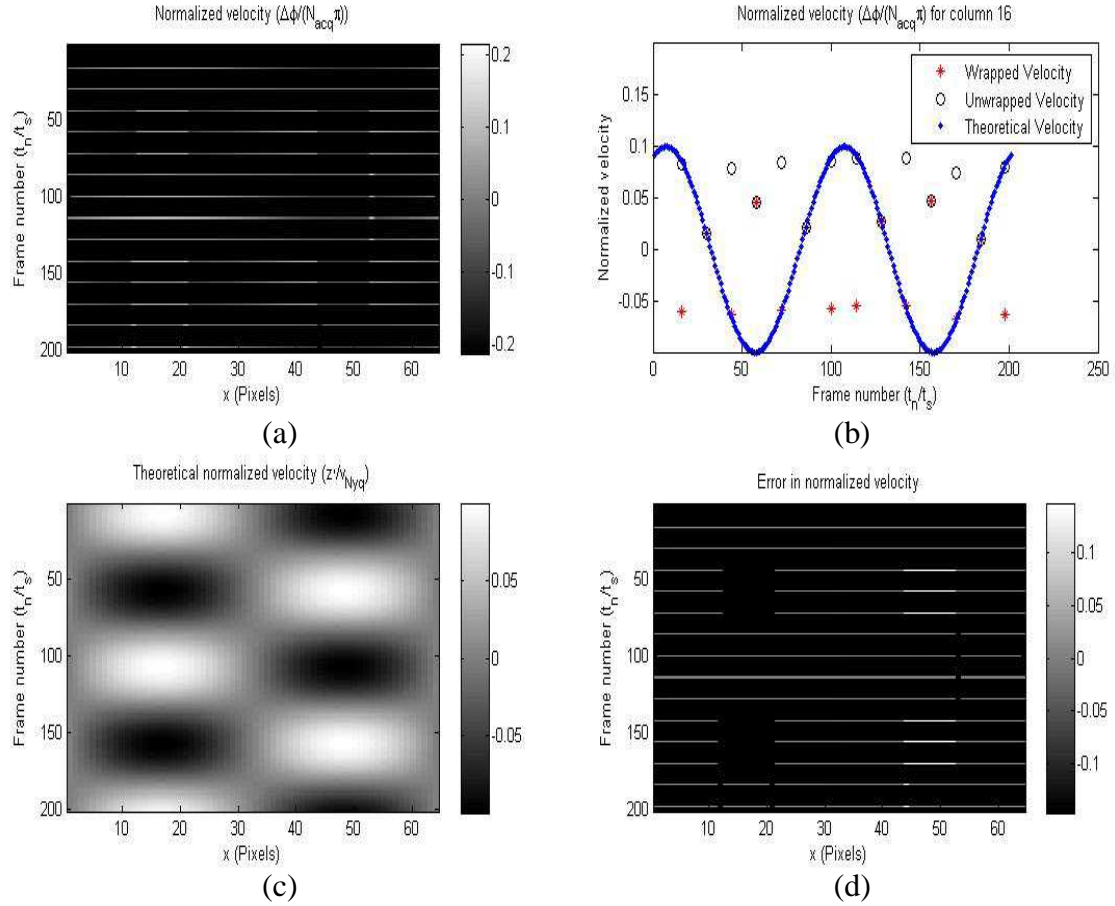 Normalized velocity (Δϕ/(N_acq π))
Frame number (t_n/t_s)
50
100
150
200
10 20 30 40 50 60
x (Pixels)
0.2
0.1
0
-0.1
-0.2
(a)
Normalized velocity (Δϕ/(N_acq π) for column 16
Normalized velocity
0.15
0.1
0.05
0
-0.05
0 50 100 150 200 250
Frame number (t_n/t_s)
Wrapped Velocity
Unwrapped Velocity
Theoretical Velocity
(b)
Theoretical normalized velocity (z'/v_Nyq)
Frame number (t_n/t_s)
50
100
150
200
10 20 30 40 50 60
x (Pixels)
0.05
0
-0.05
(c)
Error in normalized velocity
Frame number (t_n/t_s)
50
100
150
200
10 20 30 40 50 60
x (Pixels)
0.1
0.05
0
-0.05
-0.1
(d)